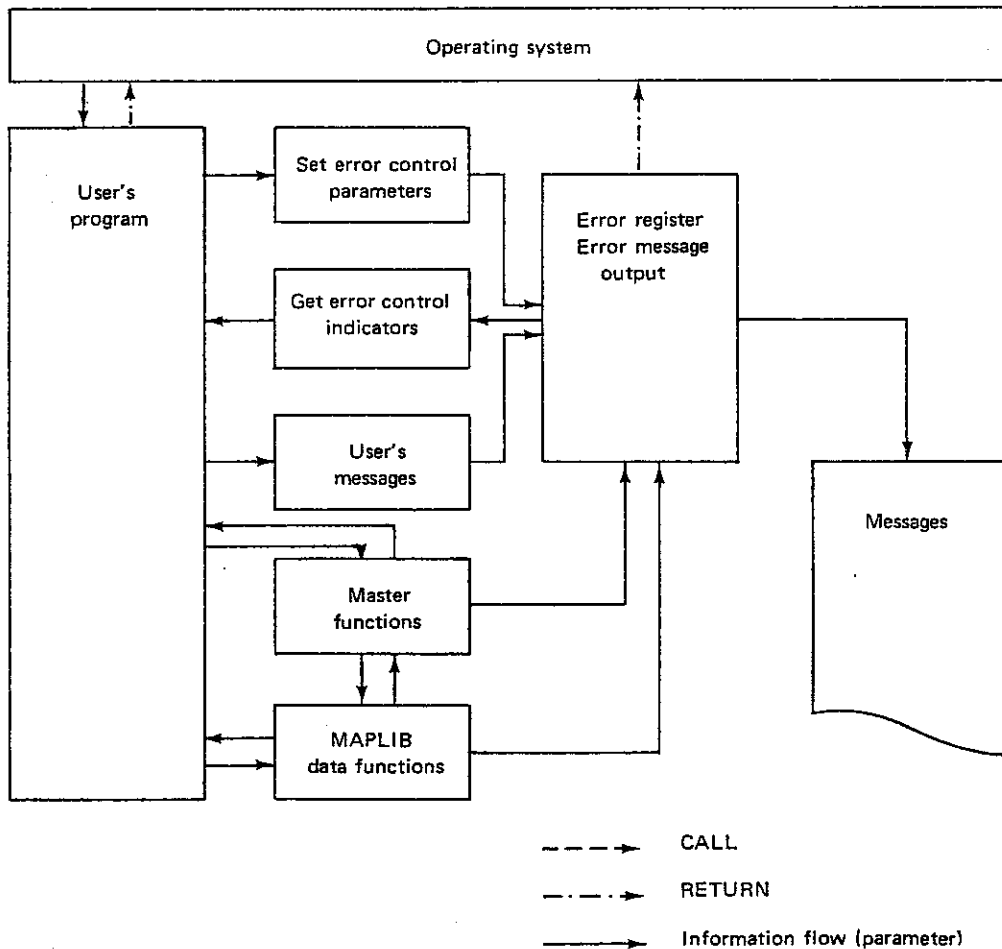 Operating system
User's
program
Set error control
parameters
Get error control
indicators
User's
messages
Master
functions
MAPLIB
data functions
Error register
Error message
output
Messages
CALL
RETURN
Information flow (parameter)